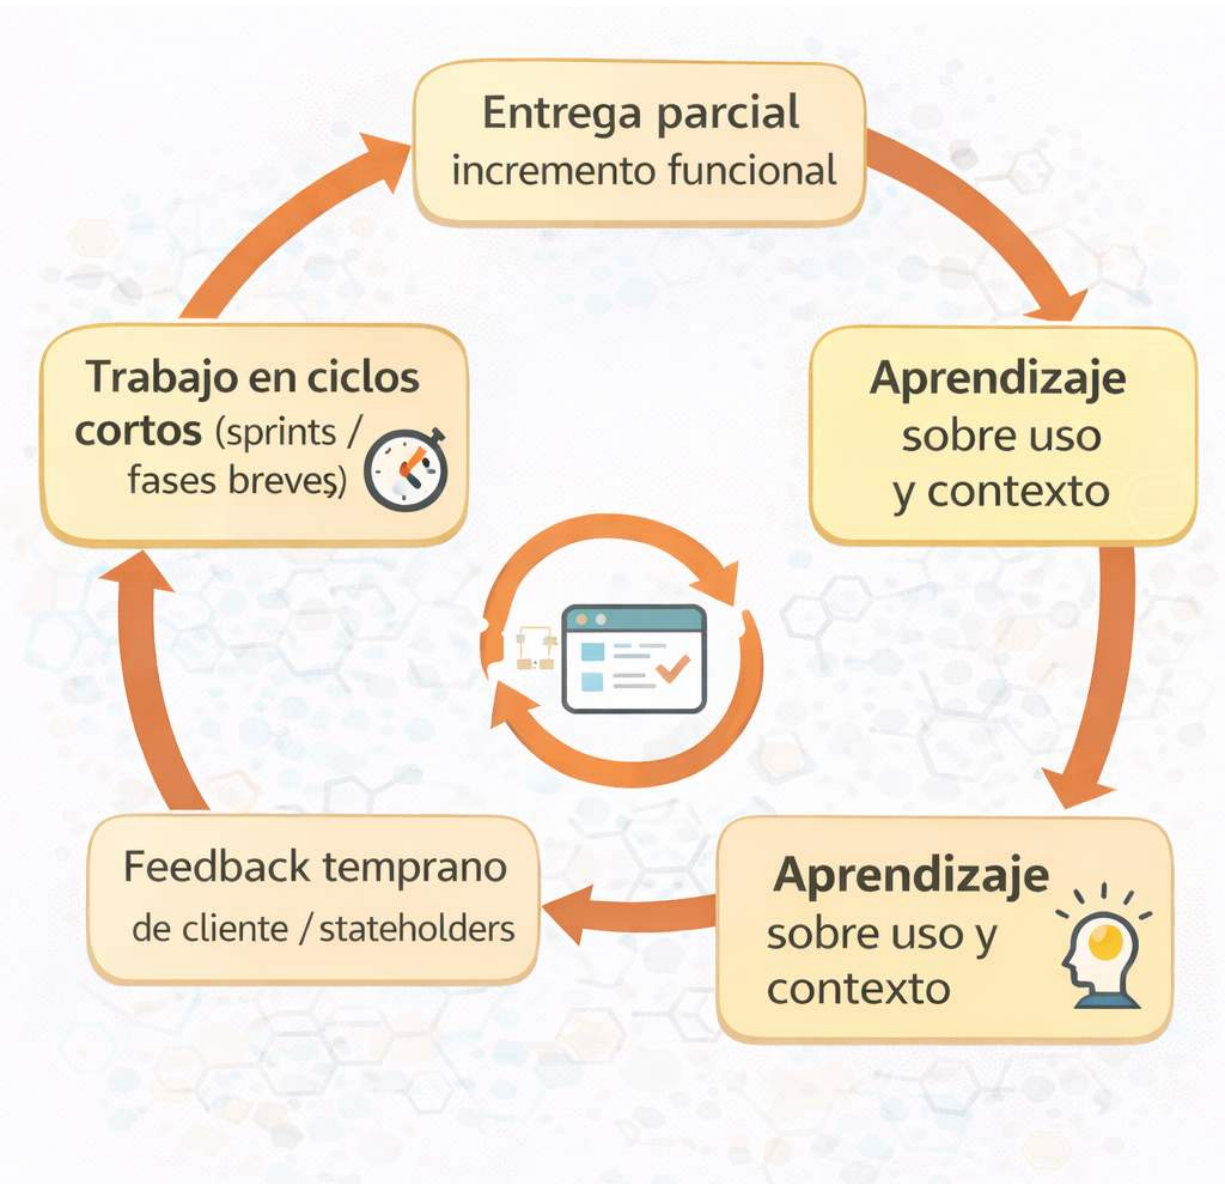 Entrega parcial
incremento funcional
Aprendizaje
sobre uso
y contexto
Aprendizaje
sobre uso y
contexto
Feedback temprano
de cliente / stateholders
Trabajo en ciclos
cortos (sprints /
fases breves)